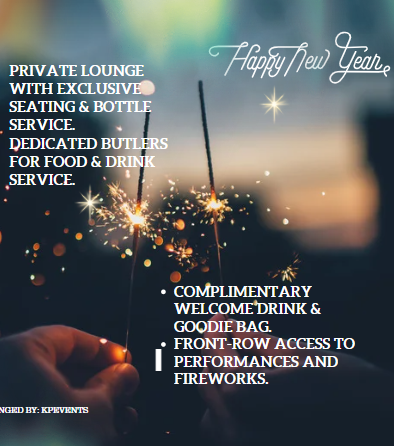 Happy New Year
PRIVATE LOUNGE
WITH EXCLUSIVE
SEATING & BOTTLE
SERVICE.
DEDICATED BUTLERS
FOR FOOD & DRINK
SERVICE.
• COMPLIMENTARY
WELCOME DRINK &
GOODIE BAG.
• FRONT-ROW ACCESS TO
PERFORMANCES AND
FIREWORKS.
NGED BY: KPEVENTS